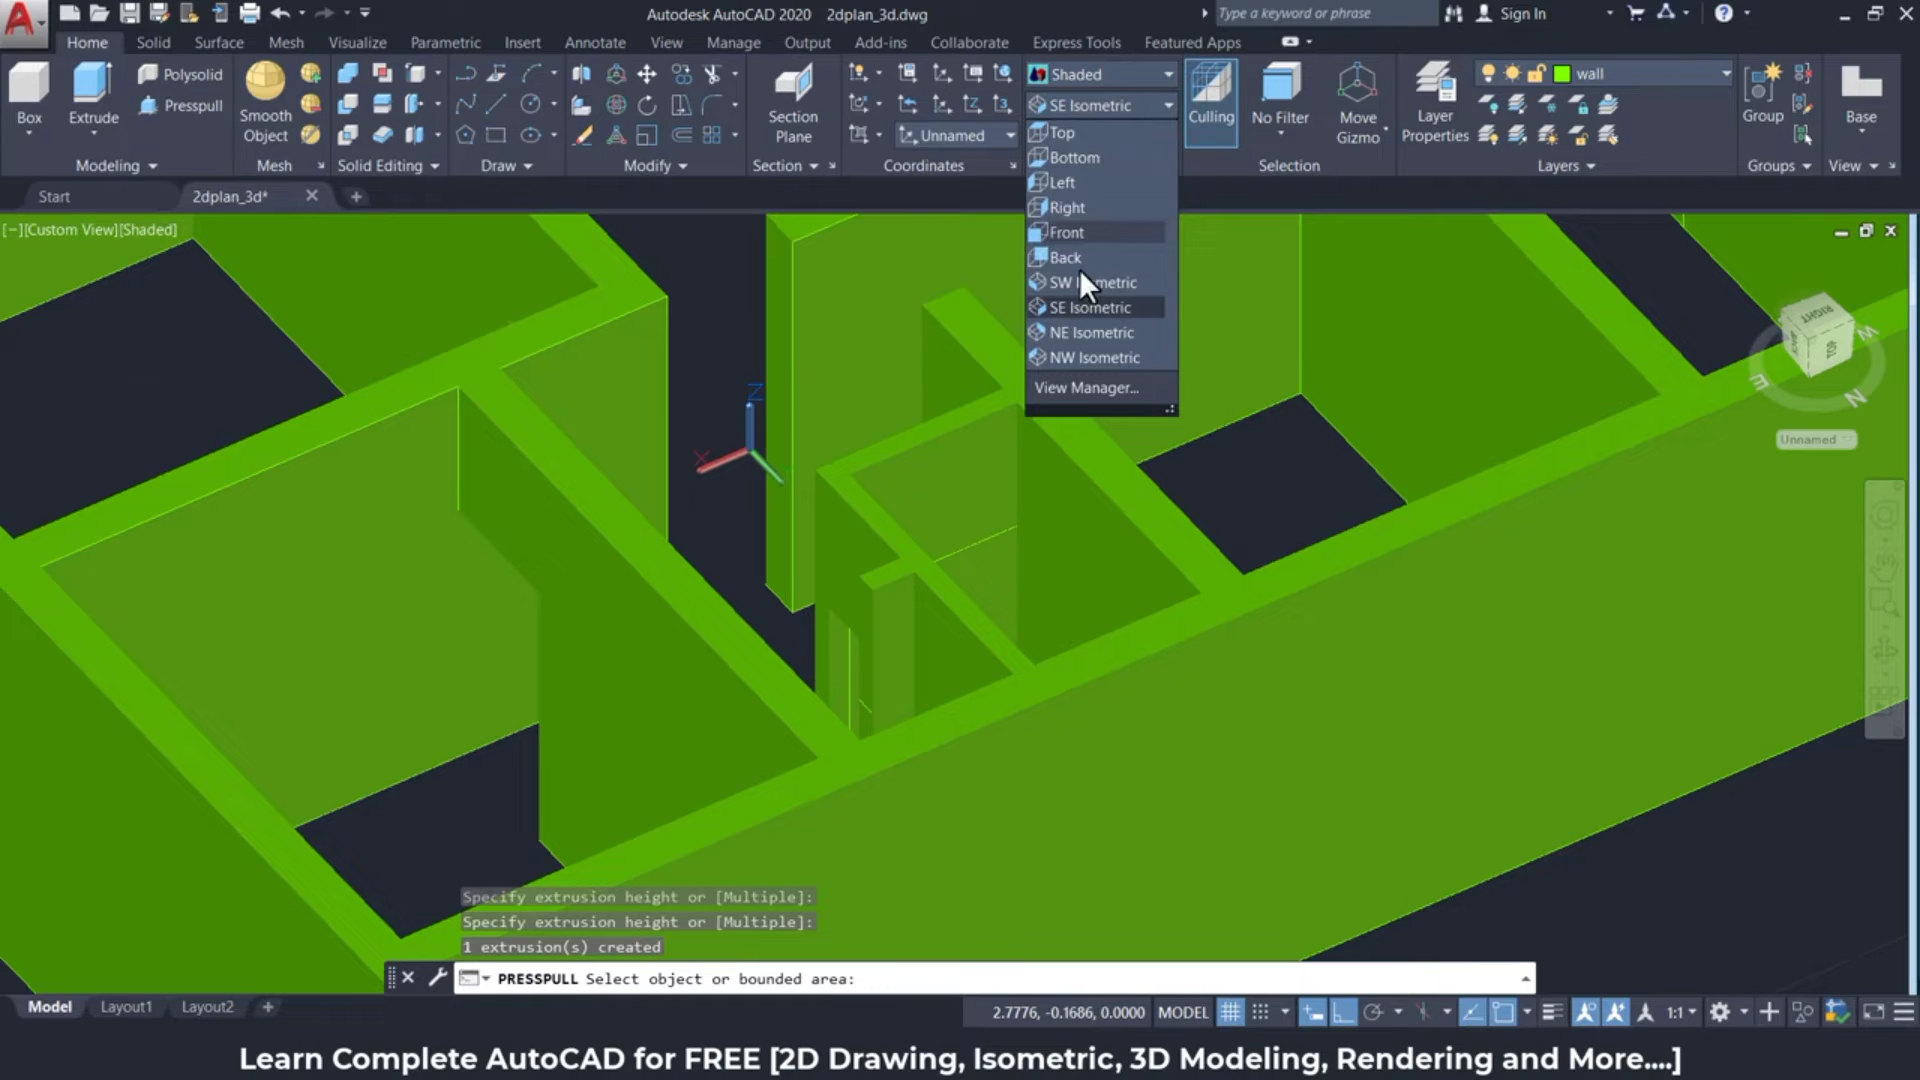 Autodesk AutoCAD 2020 2dplan_3d.dwg
Type a keyword or phrase
Sign In
Home Solid Surface Mesh Visualize Parametric Insert Annotate View Manage Output Add-ins Collaborate Express Tools Featured Apps
Box
Extrude
Polysolid
Presspull
Smooth
Object
Section
Plane
Unnamed
Shaded
SE Isometric
Culling
No Filter
Move
Gizmo
Layer
Properties
wall
Group
Base
Modeling Mesh Solid Editing Draw Modify Section Coordinates Selection Layers Groups View
Top
Bottom
Left
Right
Front
Back
SW Isometric
SE Isometric
NE Isometric
NW Isometric
View Manager...
Start 2dplan_3d*
[−][Custom View][Shaded]
RIGHT
TOP
W
E
N
Unnamed
Z
X
Specify extrusion height or [Multiple]:
Specify extrusion height or [Multiple]:
1 extrusion(s) created
PRESSPULL Select object or bounded area:
Model Layout1 Layout2
2.7776, -0.1686, 0.0000 MODEL 1:1
Learn Complete AutoCAD for FREE [2D Drawing, Isometric, 3D Modeling, Rendering and More....]